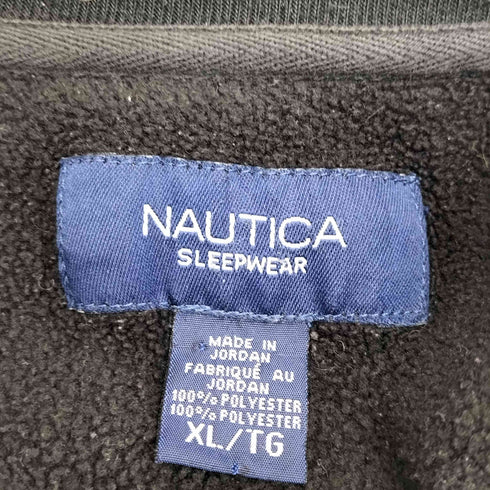 NAUTICA
SLEEPWEAR
MADE IN
JORDAN
FABRIQUÉ AU
JORDAN
100% POLYESTER
100% POLYESTER
XL/TG